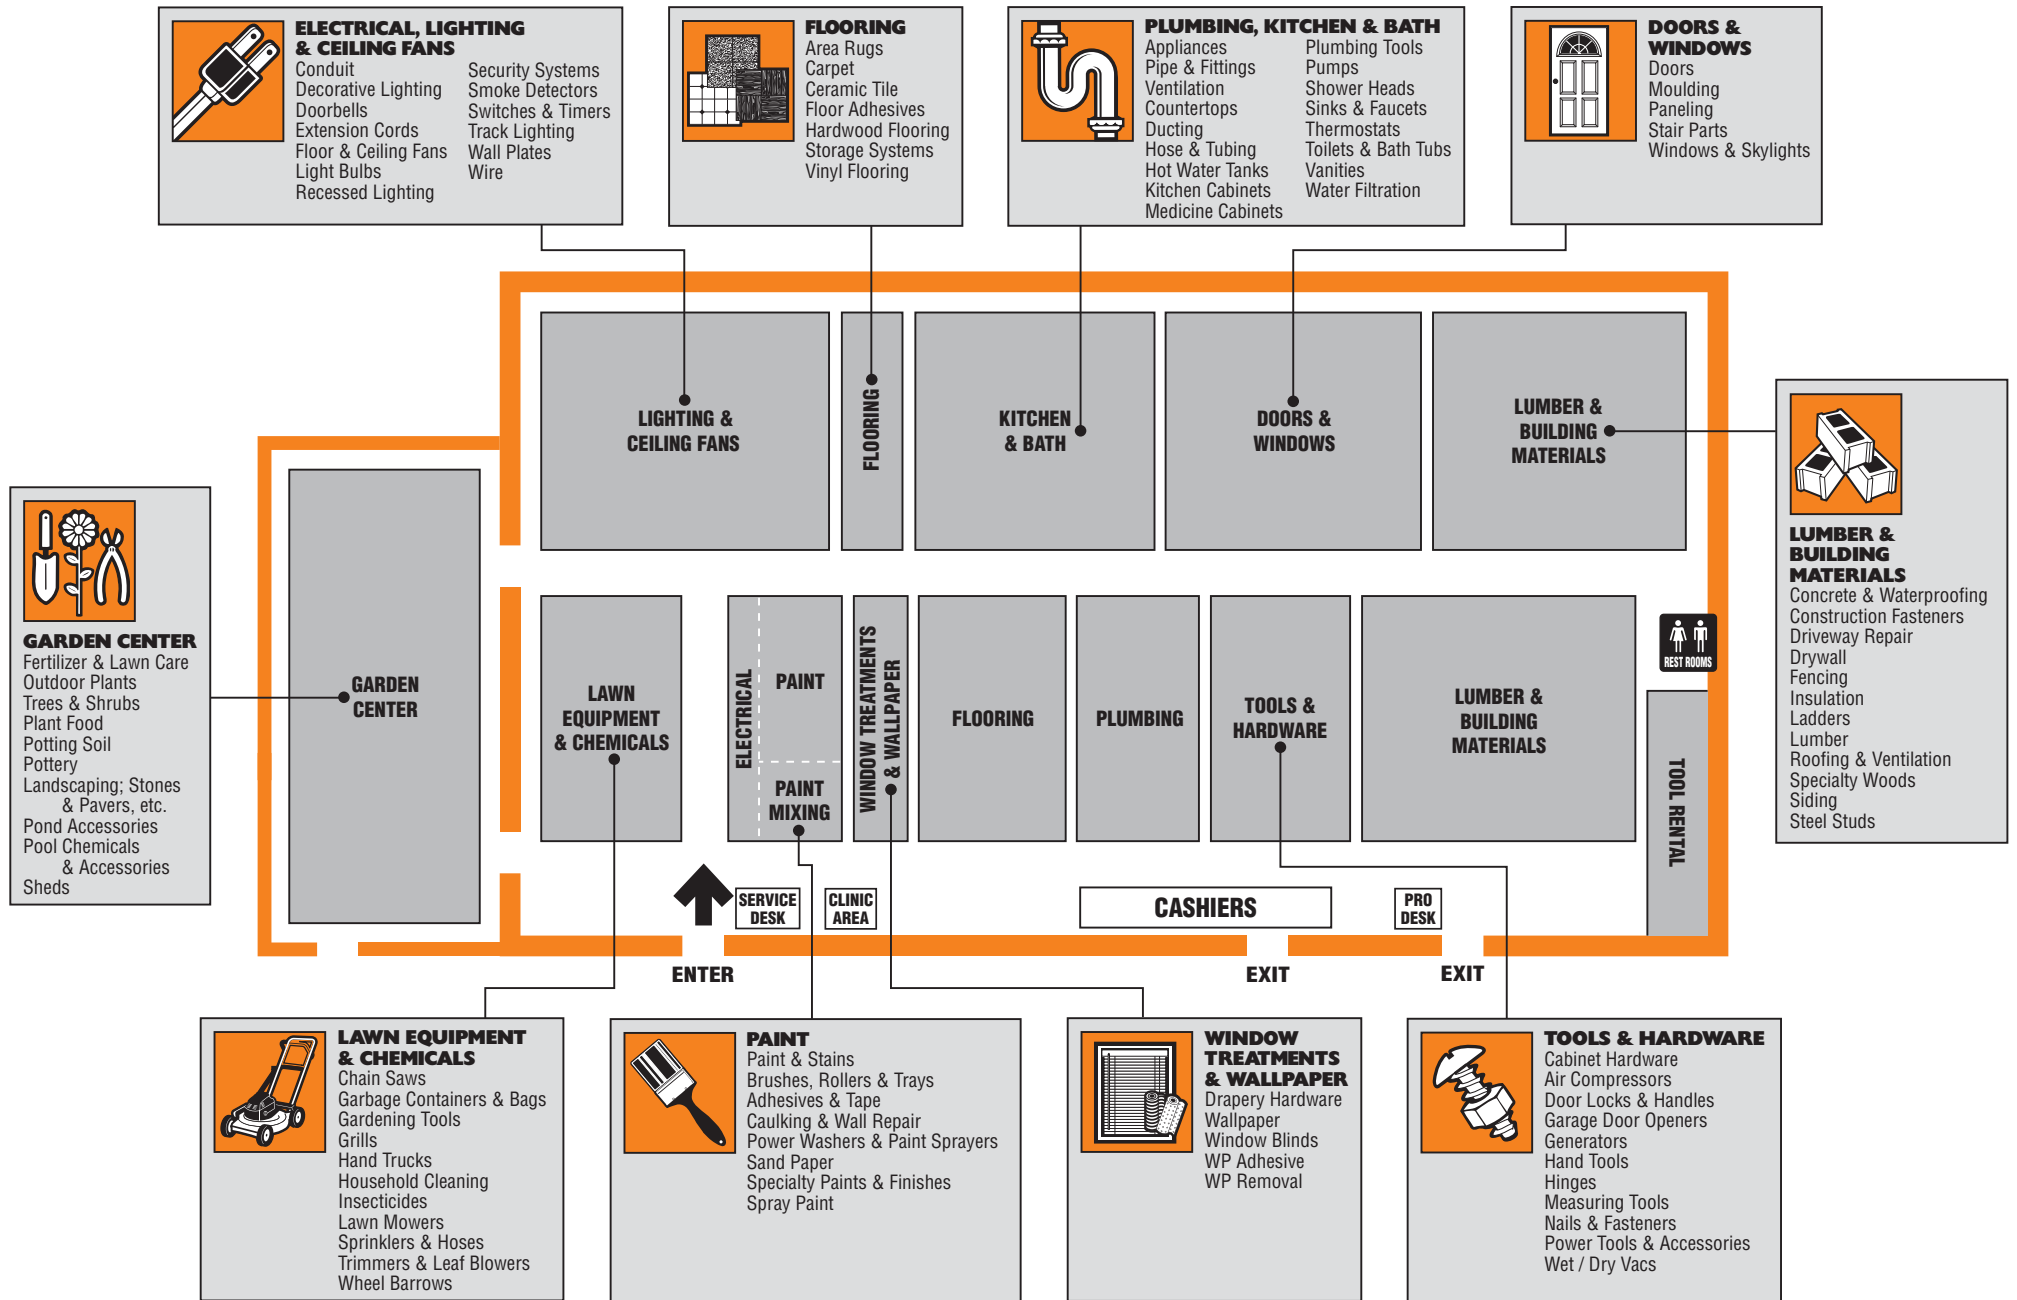 ELECTRICAL, LIGHTING
& CEILING FANS
Conduit
Decorative Lighting
Doorbells
Extension Cords
Floor & Ceiling Fans
Light Bulbs
Recessed Lighting
Security Systems
Smoke Detectors
Switches & Timers
Track Lighting
Wall Plates
Wire
FLOORING
Area Rugs
Carpet
Ceramic Tile
Floor Adhesives
Hardwood Flooring
Storage Systems
Vinyl Flooring
PLUMBING, KITCHEN & BATH
Appliances
Pipe & Fittings
Ventilation
Countertops
Ducting
Hose & Tubing
Hot Water Tanks
Kitchen Cabinets
Medicine Cabinets
Plumbing Tools
Pumps
Shower Heads
Sinks & Faucets
Thermostats
Toilets & Bath Tubs
Vanities
Water Filtration
DOORS &
WINDOWS
Doors
Moulding
Paneling
Stair Parts
Windows & Skylights
LIGHTING &
CEILING FANS
FLOORING
KITCHEN
& BATH
DOORS &
WINDOWS
LUMBER &
BUILDING
MATERIALS
LUMBER &
BUILDING
MATERIALS
Concrete & Waterproofing
Construction Fasteners
Driveway Repair
Drywall
Fencing
Insulation
Ladders
Lumber
Roofing & Ventilation
Specialty Woods
Siding
Steel Studs
GARDEN CENTER
Fertilizer & Lawn Care
Outdoor Plants
Trees & Shrubs
Plant Food
Potting Soil
Pottery
Landscaping; Stones
& Pavers, etc.
Pond Accessories
Pool Chemicals
& Accessories
Sheds
GARDEN
CENTER
LAWN
EQUIPMENT
& CHEMICALS
ELECTRICAL
PAINT
PAINT
MIXING
WINDOW TREATMENTS
& WALLPAPER
FLOORING
PLUMBING
TOOLS &
HARDWARE
LUMBER &
BUILDING
MATERIALS
REST ROOMS
TOOL RENTAL
SERVICE
DESK
CLINIC
AREA
CASHIERS
PRO
DESK
ENTER
EXIT
EXIT
LAWN EQUIPMENT
& CHEMICALS
Chain Saws
Garbage Containers & Bags
Gardening Tools
Grills
Hand Trucks
Household Cleaning
Insecticides
Lawn Mowers
Sprinklers & Hoses
Trimmers & Leaf Blowers
Wheel Barrows
PAINT
Paint & Stains
Brushes, Rollers & Trays
Adhesives & Tape
Caulking & Wall Repair
Power Washers & Paint Sprayers
Sand Paper
Specialty Paints & Finishes
Spray Paint
WINDOW
TREATMENTS
& WALLPAPER
Drapery Hardware
Wallpaper
Window Blinds
WP Adhesive
WP Removal
TOOLS & HARDWARE
Cabinet Hardware
Air Compressors
Door Locks & Handles
Garage Door Openers
Generators
Hand Tools
Hinges
Measuring Tools
Nails & Fasteners
Power Tools & Accessories
Wet / Dry Vacs